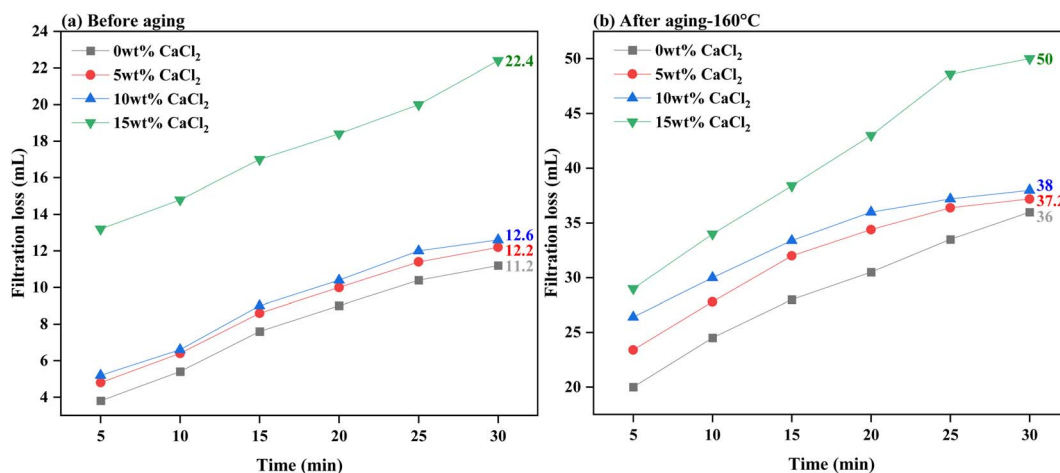 (a) Before aging
0wt% CaCl₂
5wt% CaCl₂
10wt% CaCl₂
15wt% CaCl₂
24
22
20
18
16
14
12
10
8
6
4
Filtration loss (mL)
22.4
12.6
12.2
11.2
5 10 15 20 25 30
Time (min)
(b) After aging-160°C
0wt% CaCl₂
5wt% CaCl₂
10wt% CaCl₂
15wt% CaCl₂
50
45
40
35
30
25
20
Filtration loss (mL)
50
38
37.2
36
5 10 15 20 25 30
Time (min)